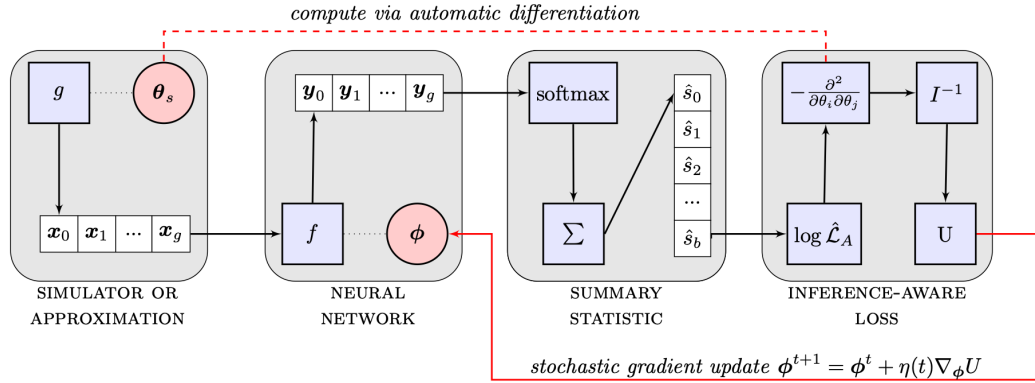 compute via automatic differentiation
g
θ_s
x_0 x_1 ... x_g
SIMULATOR OR
APPROXIMATION
y_0 y_1 ... y_g
f
ϕ
NEURAL
NETWORK
softmax
∑
ŝ_0
ŝ_1
ŝ_2
...
ŝ_b
SUMMARY
STATISTIC
−∂²/∂θ_i∂θ_j
I^{−1}
log L̂_A
U
INFERENCE-AWARE
LOSS
stochastic gradient update ϕ^{t+1} = ϕ^t + η(t)∇_ϕ U